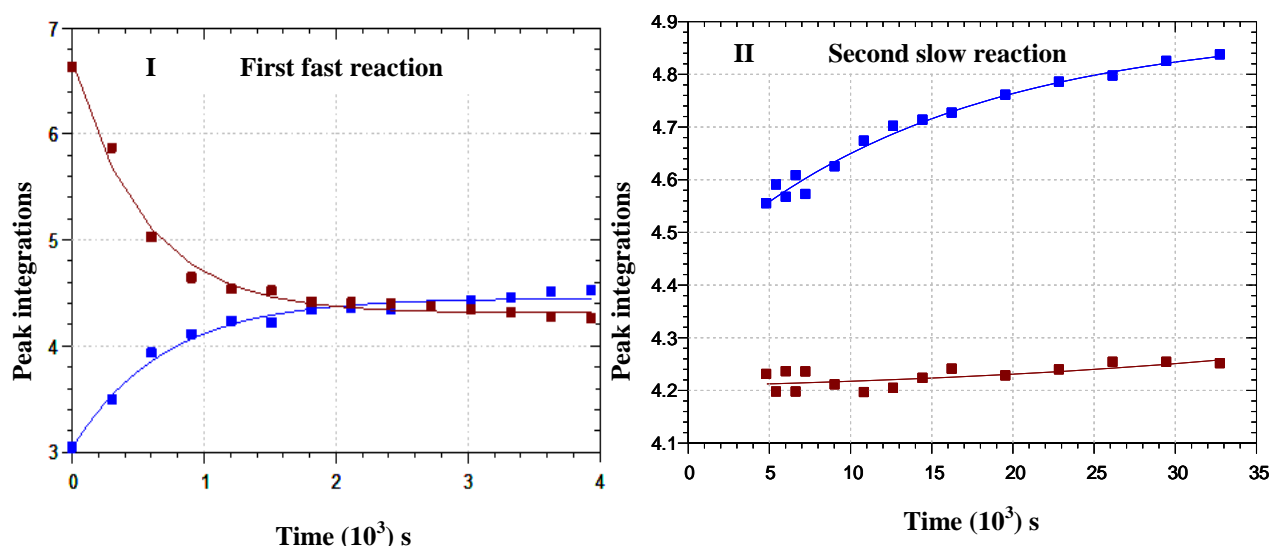 I First fast reaction
7
6
5
4
3
0 1 2 3 4
Peak integrations
Time (10³) s
II Second slow reaction
4.9
4.8
4.7
4.6
4.5
4.4
4.3
4.2
4.1
0 5 10 15 20 25 30 35
Peak integrations
Time (10³) s